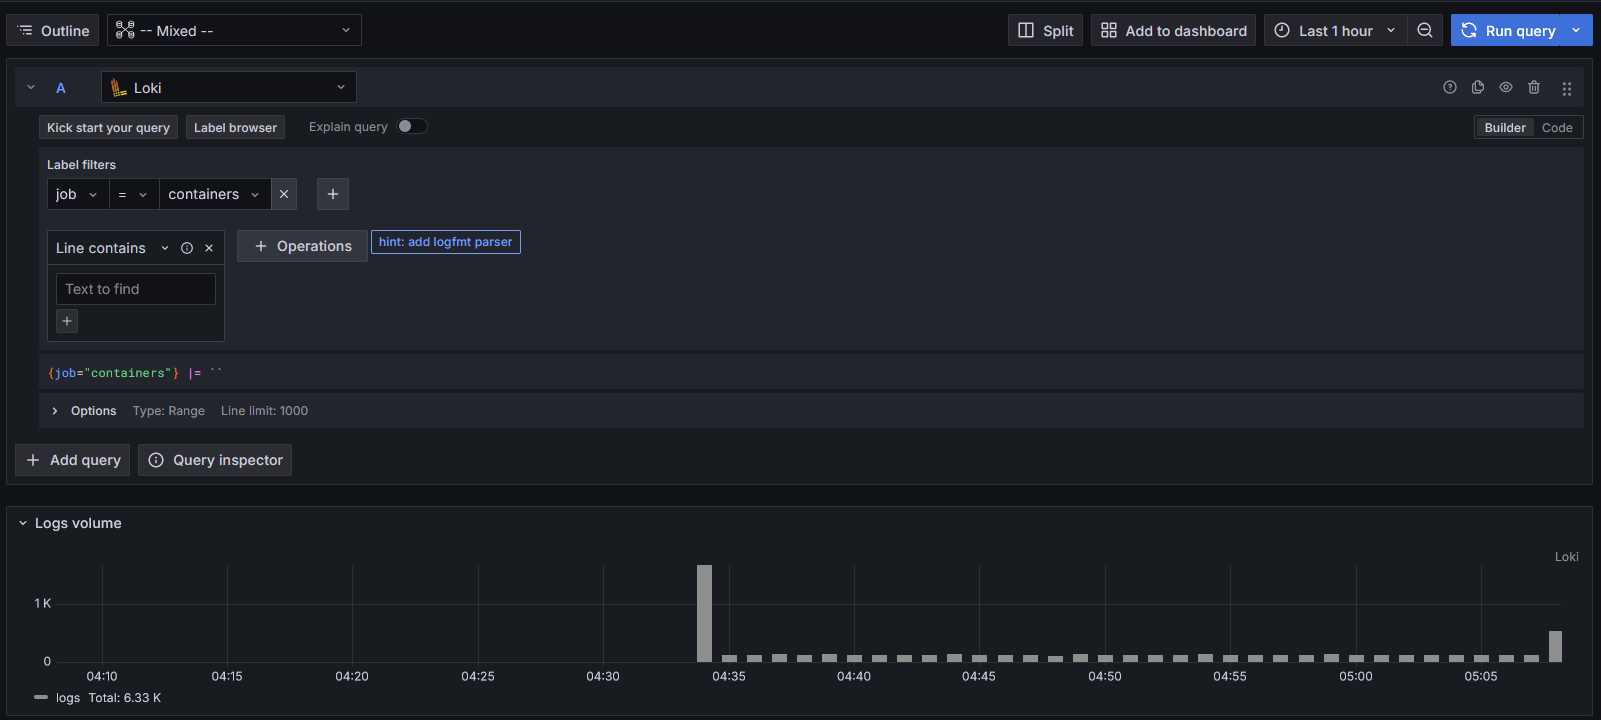 Outline -- Mixed -- Split Add to dashboard Last 1 hour Run query
A Loki
Kick start your query Label browser Explain query Builder Code
Label filters
job = containers
Line contains Operations hint: add logfmt parser
Text to find
{job="containers"} |= ``
Options Type: Range Line limit: 1000
Add query Query inspector
Logs volume
Loki
1 K
0
04:10 04:15 04:20 04:25 04:30 04:35 04:40 04:45 04:50 04:55 05:00 05:05
logs Total: 6.33 K